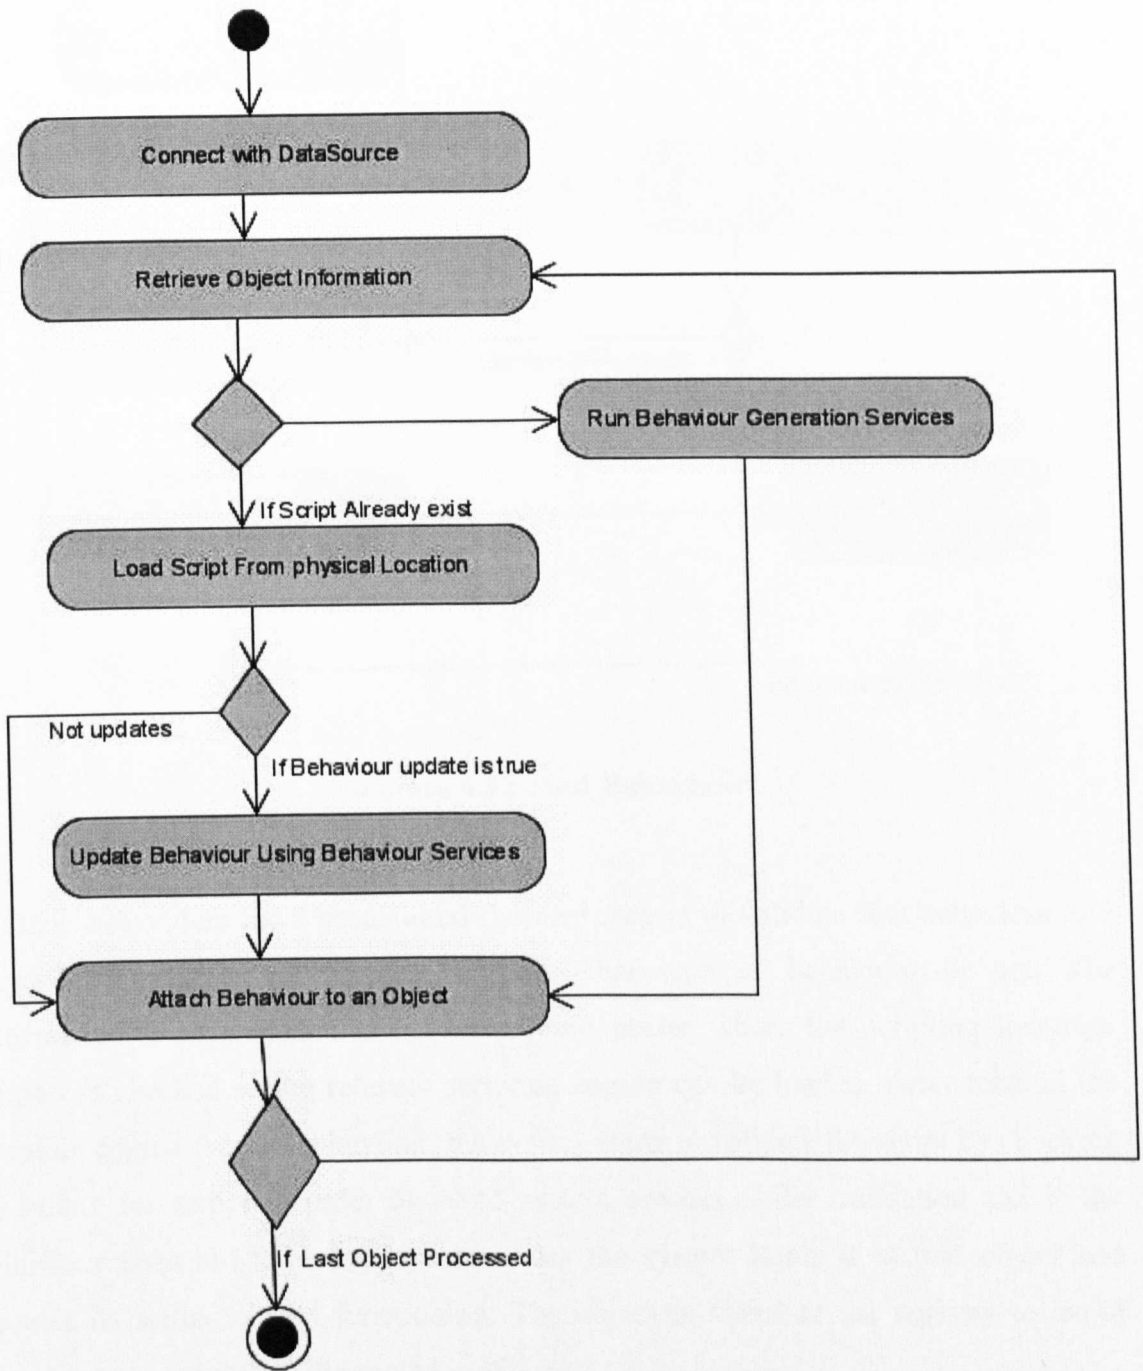 Connect with DataSource
Retrieve Object Information
Run Behaviour Generation Services
If Script Already exist
Load Script From physical Location
Not updates
If Behaviour update is true
Update Behaviour Using Behaviour Services
Attach Behaviour to an Object
If Last Object Processed